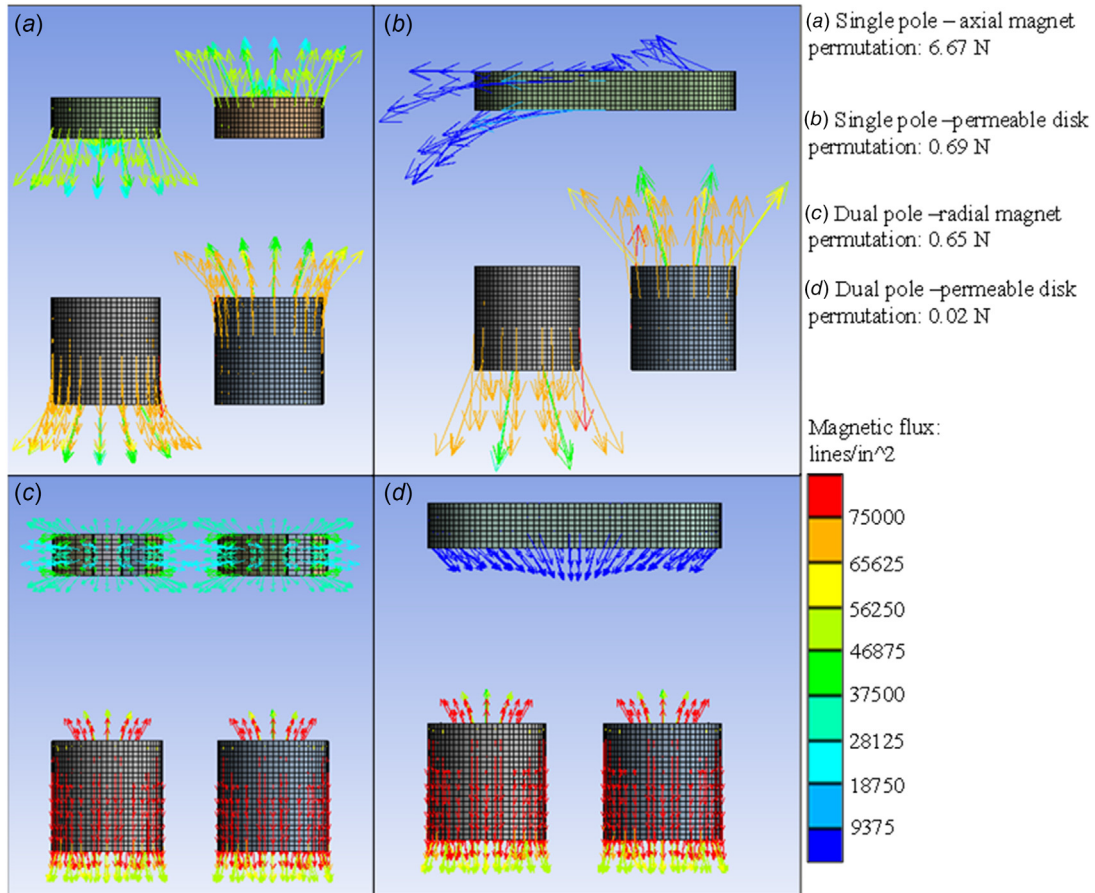 (a)
(b)
(c)
(d)
(a) Single pole – axial magnet
permutation: 6.67 N
(b) Single pole –permeable disk
permutation: 0.69 N
(c) Dual pole –radial magnet
permutation: 0.65 N
(d) Dual pole –permeable disk
permutation: 0.02 N
Magnetic flux:
lines/in^2
75000
65625
56250
46875
37500
28125
18750
9375